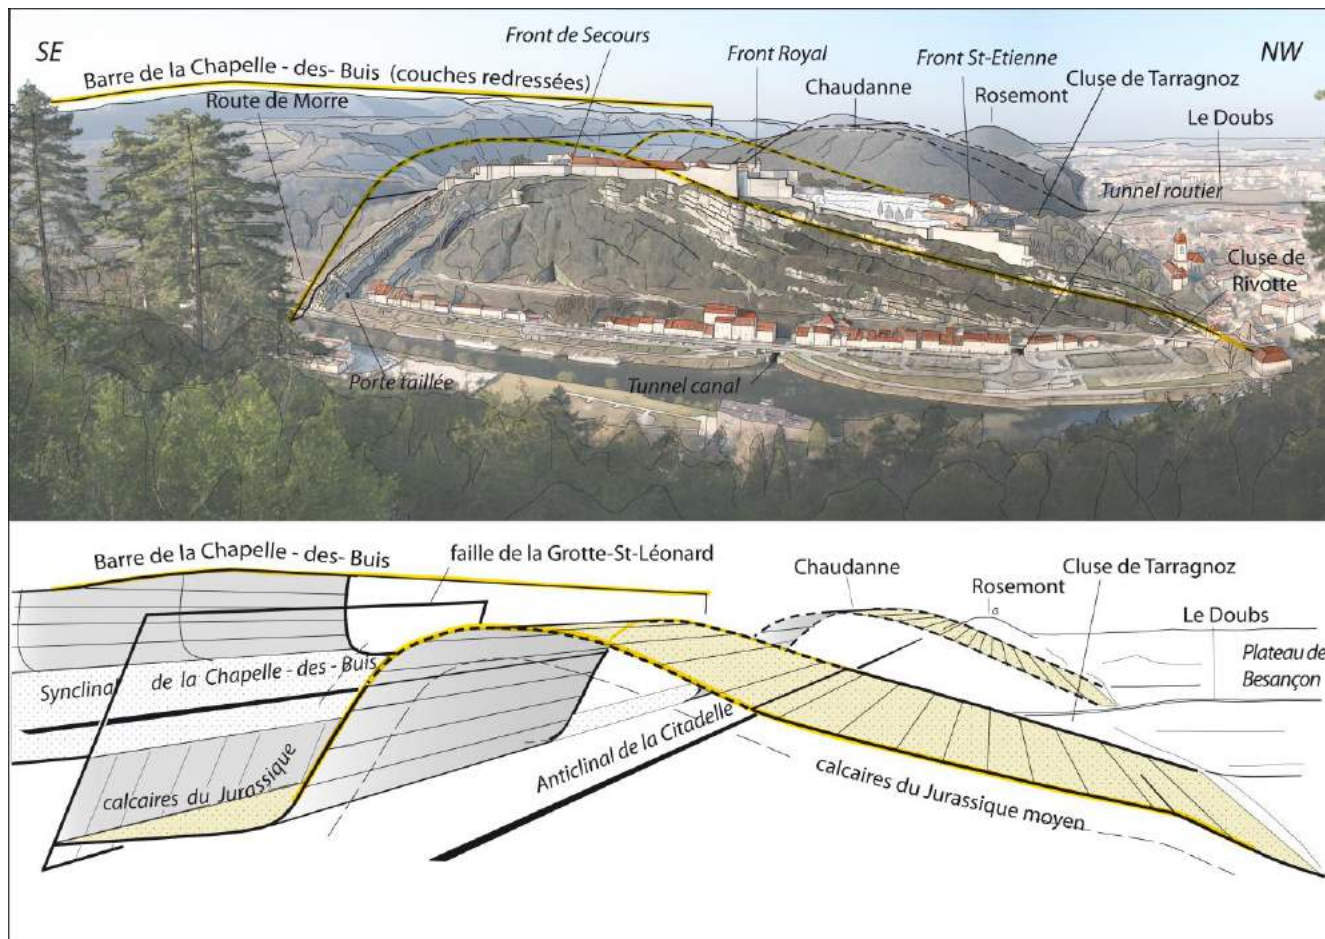 SE
Front de Secours
Front Royal
Front St-Etienne
NW
Barre de la Chapelle - des- Buis (couches redressées)
Chaudanne
Cluse de Tarragnoz
Route de Morre
Rosemont
Le Doubs
Tunnel routier
Cluse de
Rivotte
Porte taillée
Tunnel canal
Barre de la Chapelle - des- Buis
faille de la Grotte-St-Léonard
Chaudanne
Cluse de Tarragnoz
Rosemont
Le Doubs
Synclinal de la Chapelle - des - Buis
Plateau de
Besançon
Anticlinal de la Citadelle
calcaires du Jurassique
calcaires du Jurassique moyen